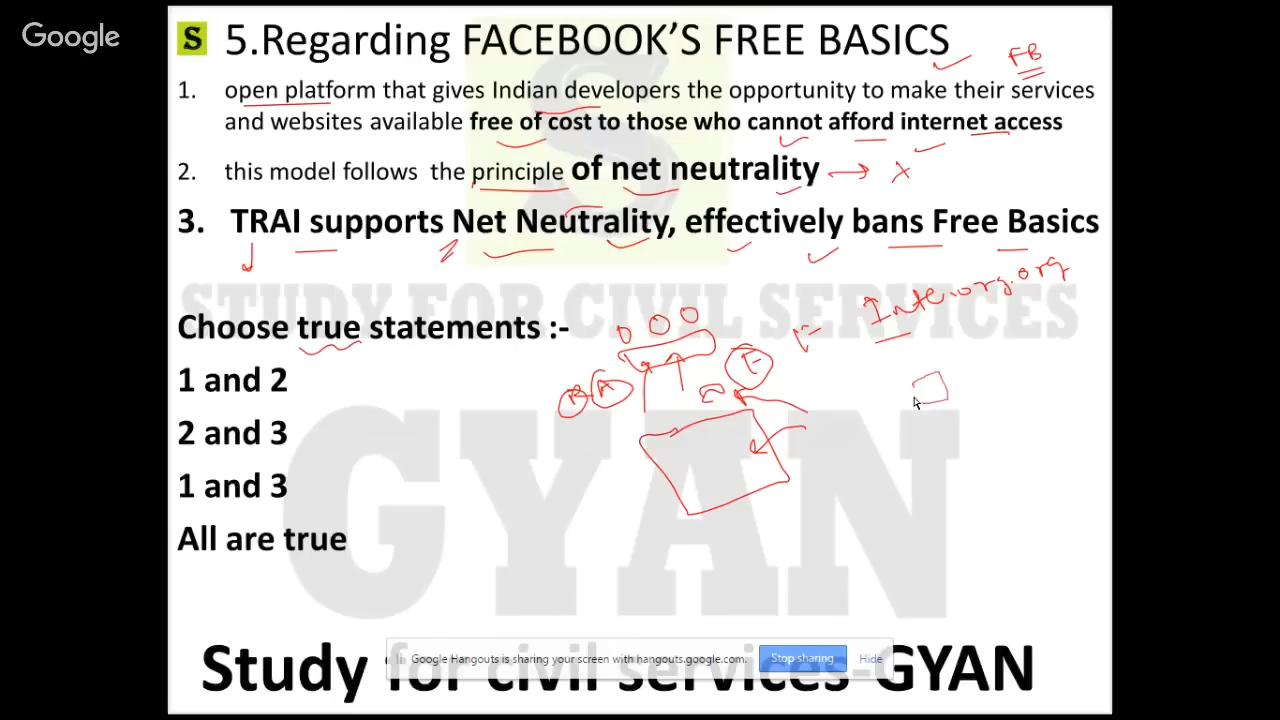 Google
S 5.Regarding FACEBOOK'S FREE BASICS
FB
1. open platform that gives Indian developers the opportunity to make their services
and websites available free of cost to those who cannot afford internet access
2. this model follows the principle of net neutrality → X
3. TRAI supports Net Neutrality, effectively bans Free Basics
STUDY FOR CIVIL SERVICES
Choose true statements :-
1 and 2
2 and 3
1 and 3
All are true
GYAN
Google Hangouts is sharing your screen with hangouts.google.com. Stop sharing Hide
Study for civil services-GYAN